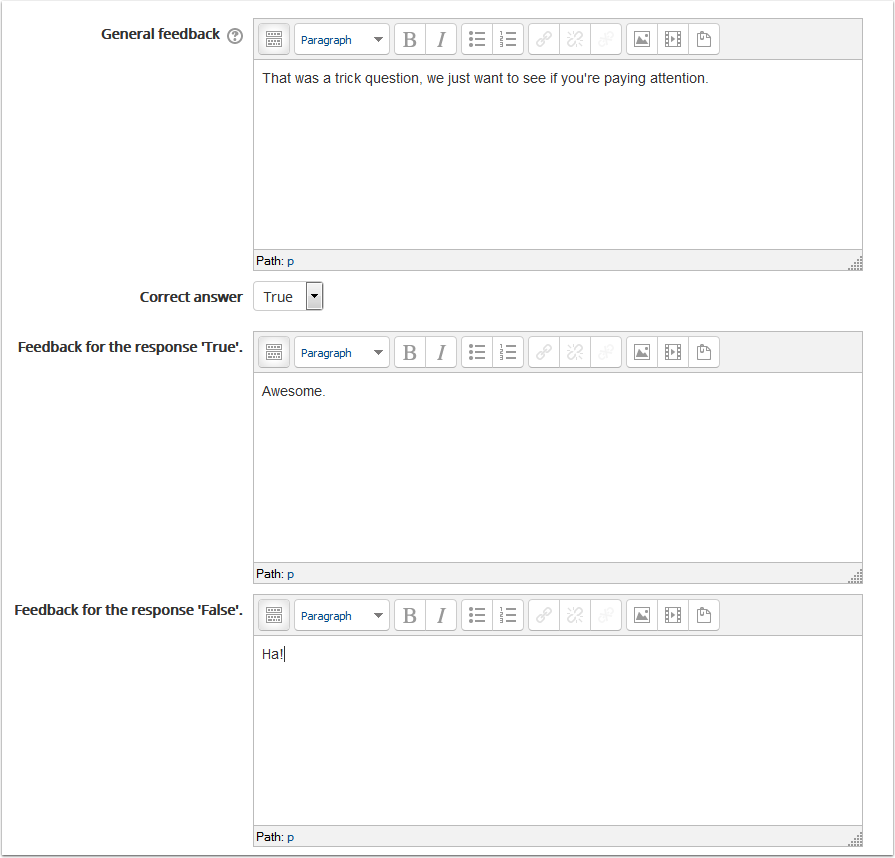 General feedback ?
Paragraph B I
That was a trick question, we just want to see if you're paying attention.
Path: p
Correct answer True
Feedback for the response 'True'. Paragraph B I
Awesome.
Path: p
Feedback for the response 'False'. Paragraph B I
Ha!
Path: p